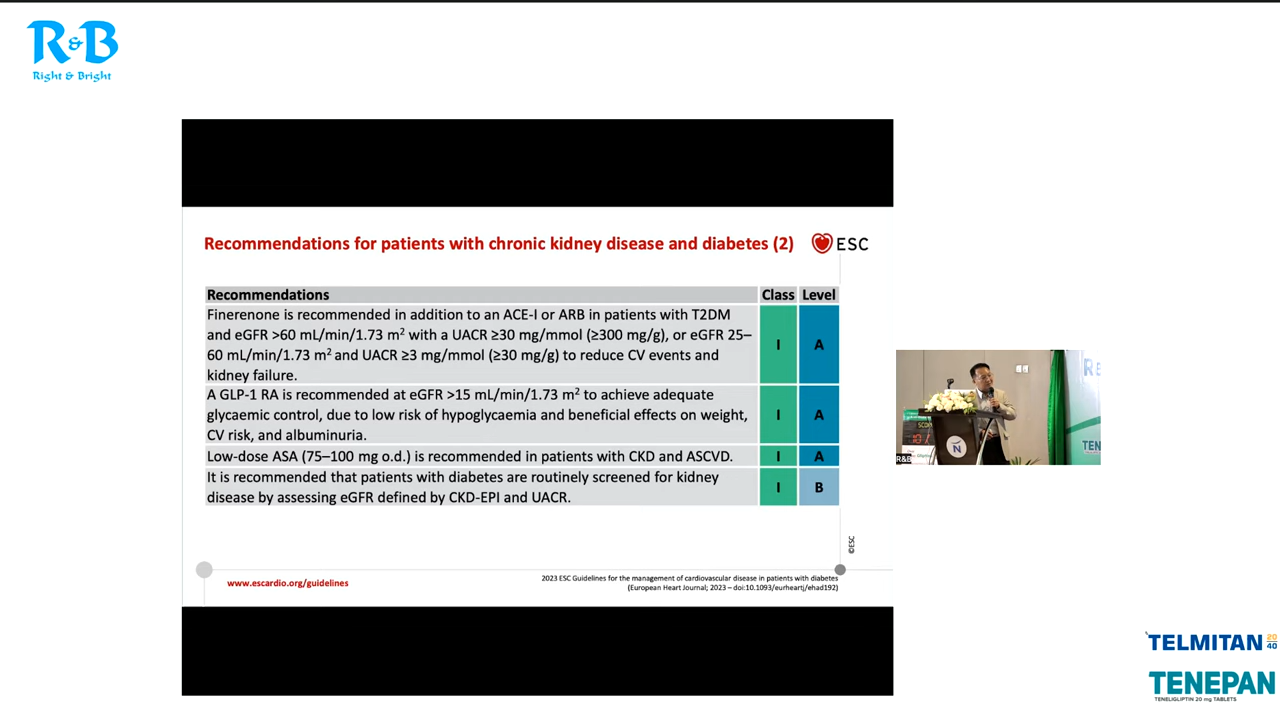 R&B
Right & Bright
Recommendations for patients with chronic kidney disease and diabetes (2)
ESC
Recommendations Class Level
Finerenone is recommended in addition to an ACE-I or ARB in patients with T2DM
and eGFR >60 mL/min/1.73 m² with a UACR ≥30 mg/mmol (≥300 mg/g), or eGFR 25–
60 mL/min/1.73 m² and UACR ≥3 mg/mmol (≥30 mg/g) to reduce CV events and
kidney failure.
I A
A GLP-1 RA is recommended at eGFR >15 mL/min/1.73 m² to achieve adequate
glycaemic control, due to low risk of hypoglycaemia and beneficial effects on weight,
CV risk, and albuminuria.
I A
Low-dose ASA (75–100 mg o.d.) is recommended in patients with CKD and ASCVD. I A
It is recommended that patients with diabetes are routinely screened for kidney
disease by assessing eGFR defined by CKD-EPI and UACR.
I B
©ESC
www.escardio.org/guidelines
2023 ESC Guidelines for the management of cardiovascular disease in patients with diabetes
(European Heart Journal; 2023 – doi:10.1093/eurheartj/ehad192)
R&B
N
TELMITAN 20 40
TENEPAN
TENELIGLIPTIN 20 mg TABLETS